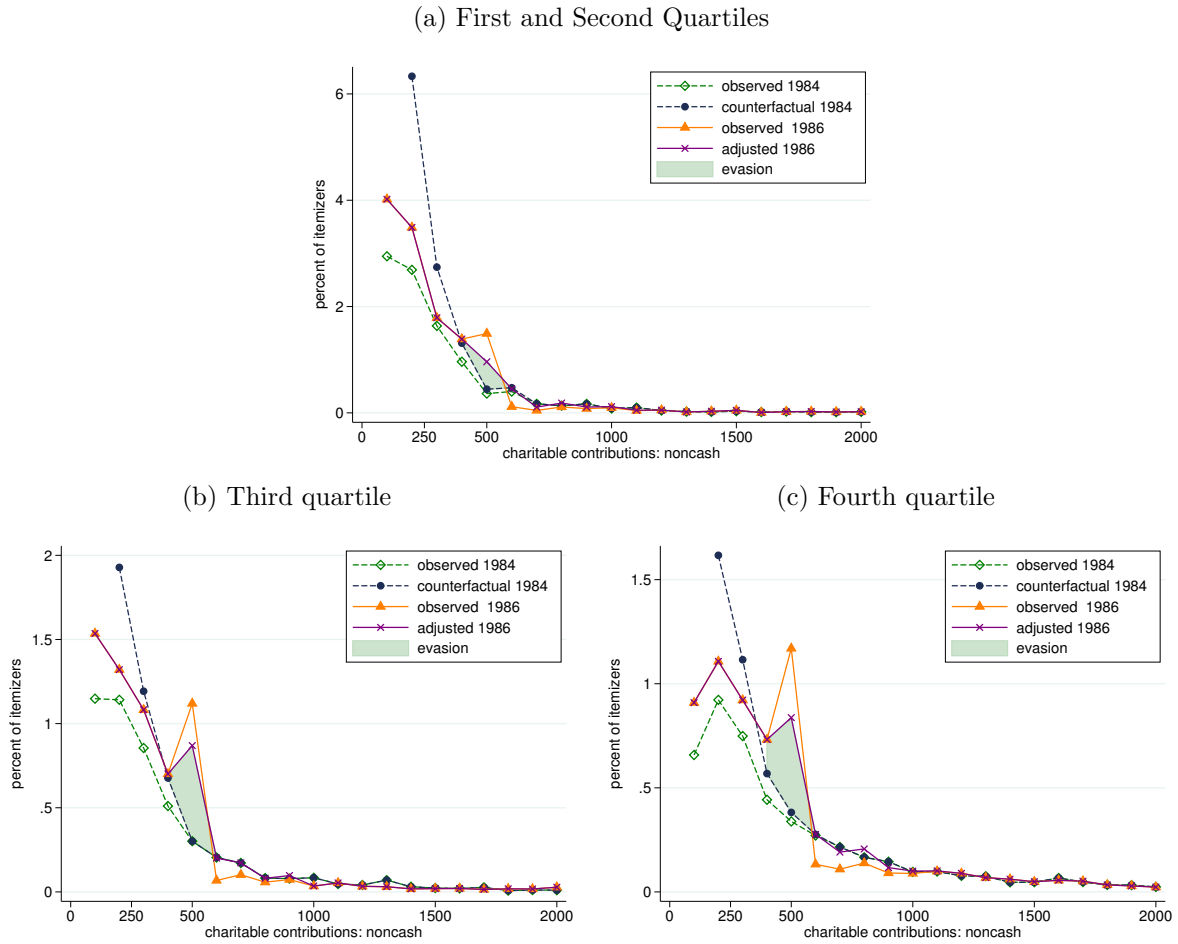 (a) First and Second Quartiles
observed 1984
counterfactual 1984
observed 1986
adjusted 1986
evasion
percent of itemizers
6
4
2
0
0 250 500 1000 1500 2000
charitable contributions: noncash
(b) Third quartile
observed 1984
counterfactual 1984
observed 1986
adjusted 1986
evasion
percent of itemizers
2
1.5
1
.5
0
0 500 1000 1500 2000
charitable contributions: noncash
(c) Fourth quartile
observed 1984
counterfactual 1984
observed 1986
adjusted 1986
evasion
percent of itemizers
1.5
1
.5
0
0 250 500 1000 1500 2000
charitable contributions: noncash